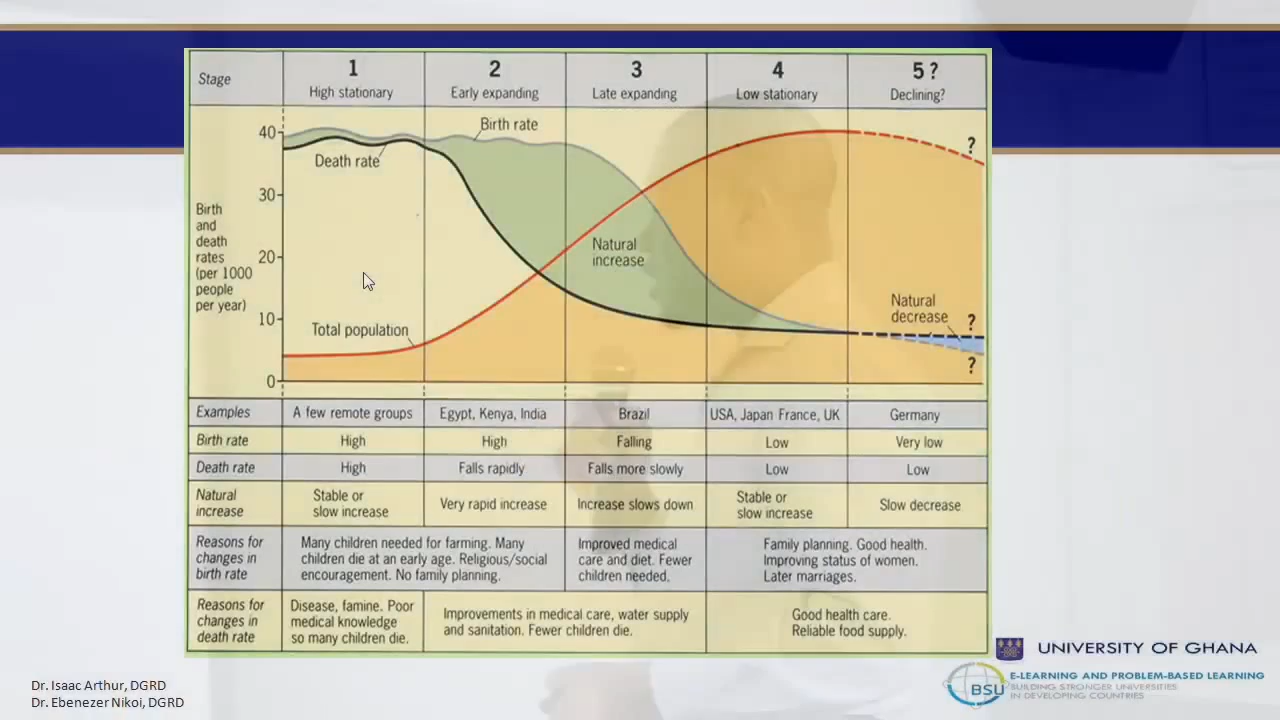 Stage
1
High stationary
2
Early expanding
3
Late expanding
4
Low stationary
5 ?
Declining?
Birth
and
death
rates
(per 1000
people
per year)
40
30
20
10
0
Birth rate
Death rate
Natural
increase
Total population
Natural
decrease
?
?
?
Examples
A few remote groups
Egypt, Kenya, India
Brazil
USA, Japan France, UK
Germany
Birth rate
High
High
Falling
Low
Very low
Death rate
High
Falls rapidly
Falls more slowly
Low
Low
Natural
increase
Stable or
slow increase
Very rapid increase
Increase slows down
Stable or
slow increase
Slow decrease
Reasons for
changes in
birth rate
Many children needed for farming. Many
children die at an early age. Religious/social
encouragement. No family planning.
Improved medical
care and diet. Fewer
children needed.
Family planning. Good health.
Improving status of women.
Later marriages.
Reasons for
changes in
death rate
Disease, famine. Poor
medical knowledge
so many children die.
Improvements in medical care, water supply
and sanitation. Fewer children die.
Good health care.
Reliable food supply.
UNIVERSITY OF GHANA
BSU
E-LEARNING AND PROBLEM-BASED LEARNING
BUILDING STRONGER UNIVERSITIES
IN DEVELOPING COUNTRIES
Dr. Isaac Arthur, DGRD
Dr. Ebenezer Nikoi, DGRD